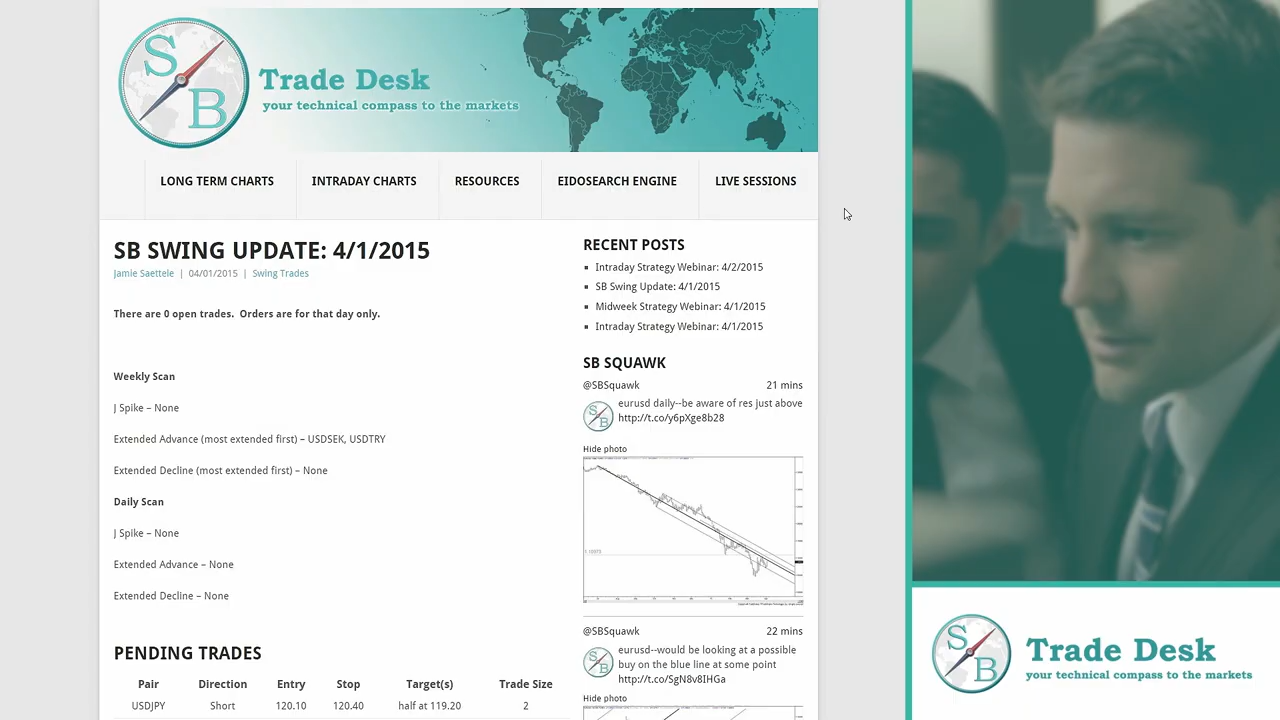 S
B
Trade Desk
your technical compass to the markets
LONG TERM CHARTS
INTRADAY CHARTS
RESOURCES
EIDOSEARCH ENGINE
LIVE SESSIONS
SB SWING UPDATE: 4/1/2015
Jamie Saettele | 04/01/2015 | Swing Trades
There are 0 open trades. Orders are for that day only.
Weekly Scan
J Spike – None
Extended Advance (most extended first) – USDSEK, USDTRY
Extended Decline (most extended first) – None
Daily Scan
J Spike – None
Extended Advance – None
Extended Decline – None
PENDING TRADES
Pair Direction Entry Stop Target(s) Trade Size
USDJPY Short 120.10 120.40 half at 119.20 2
RECENT POSTS
Intraday Strategy Webinar: 4/2/2015
SB Swing Update: 4/1/2015
Midweek Strategy Webinar: 4/1/2015
Intraday Strategy Webinar: 4/1/2015
SB SQUAWK
@SBSquawk 21 mins
eurusd daily--be aware of res just above
http://t.co/y6pXge8b28
Hide photo
@SBSquawk 22 mins
eurusd--would be looking at a possible
buy on the blue line at some point
http://t.co/SgN8v8IHGa
Hide photo
S
B
Trade Desk
your technical compass to the markets